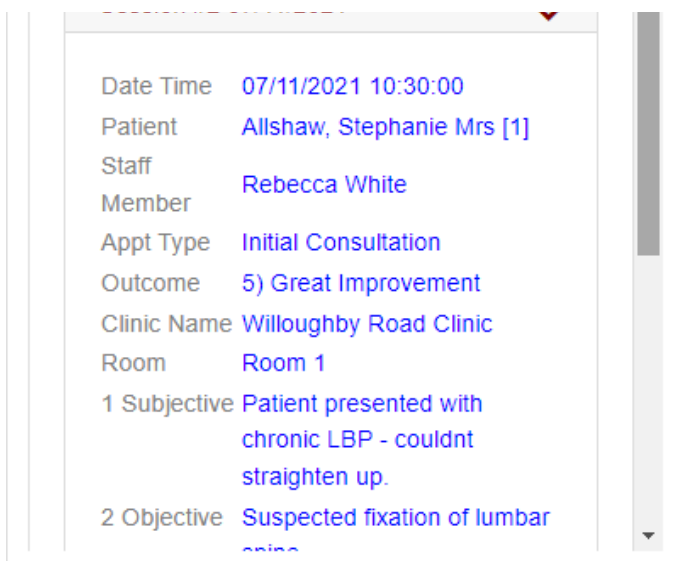 Date Time 07/11/2021 10:30:00
Patient Allshaw, Stephanie Mrs [1]
Staff
Member Rebecca White
Appt Type Initial Consultation
Outcome 5) Great Improvement
Clinic Name Willoughby Road Clinic
Room Room 1
1 Subjective Patient presented with
chronic LBP - couldnt
straighten up.
2 Objective Suspected fixation of lumbar
spine